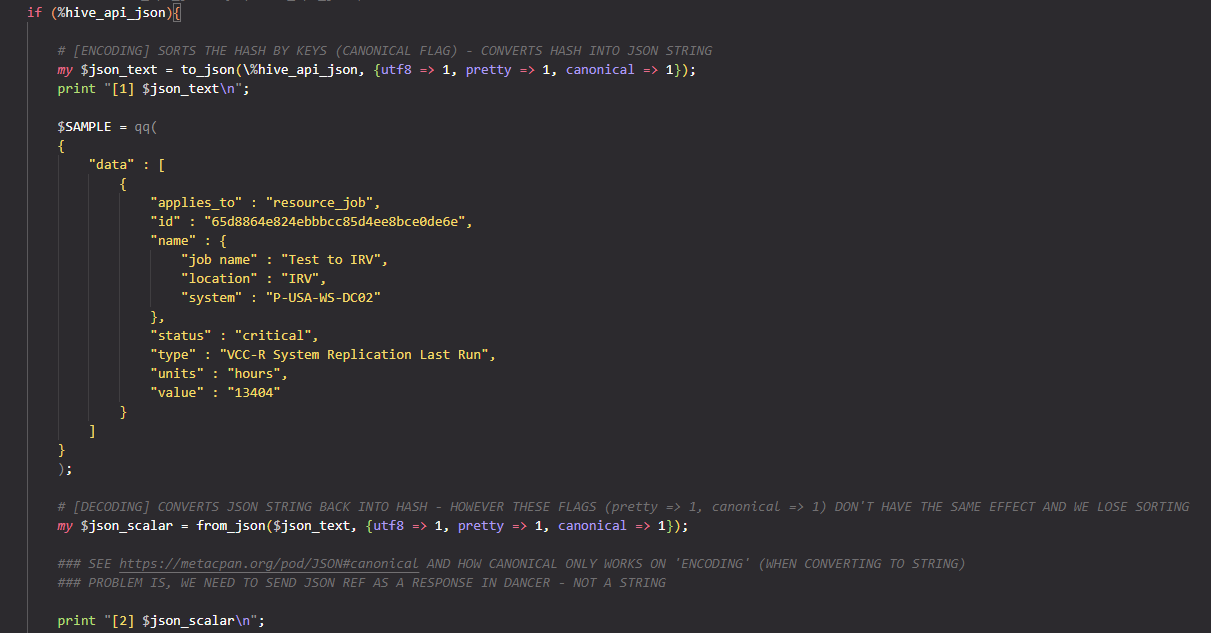 if (%hive_api_json){
# [ENCODING] SORTS THE HASH BY KEYS (CANONICAL FLAG) - CONVERTS HASH INTO JSON STRING
my $json_text = to_json(\%hive_api_json, {utf8 => 1, pretty => 1, canonical => 1});
print "[1] $json_text\n";
$SAMPLE = qq(
{
"data" : [
{
"applies_to" : "resource_job",
"id" : "65d8864e824ebbbcc85d4ee8bce0de6e",
"name" : {
"job name" : "Test to IRV",
"location" : "IRV",
"system" : "P-USA-WS-DC02"
},
"status" : "critical",
"type" : "VCC-R System Replication Last Run",
"units" : "hours",
"value" : "13404"
}
]
}
);
# [DECODING] CONVERTS JSON STRING BACK INTO HASH - HOWEVER THESE FLAGS (pretty => 1, canonical => 1) DON'T HAVE THE SAME EFFECT AND WE LOSE SORTING
my $json_scalar = from_json($json_text, {utf8 => 1, pretty => 1, canonical => 1});
### SEE https://metacpan.org/pod/JSON#canonical AND HOW CANONICAL ONLY WORKS ON 'ENCODING' (WHEN CONVERTING TO STRING)
### PROBLEM IS, WE NEED TO SEND JSON REF AS A RESPONSE IN DANCER - NOT A STRING
print "[2] $json_scalar\n";